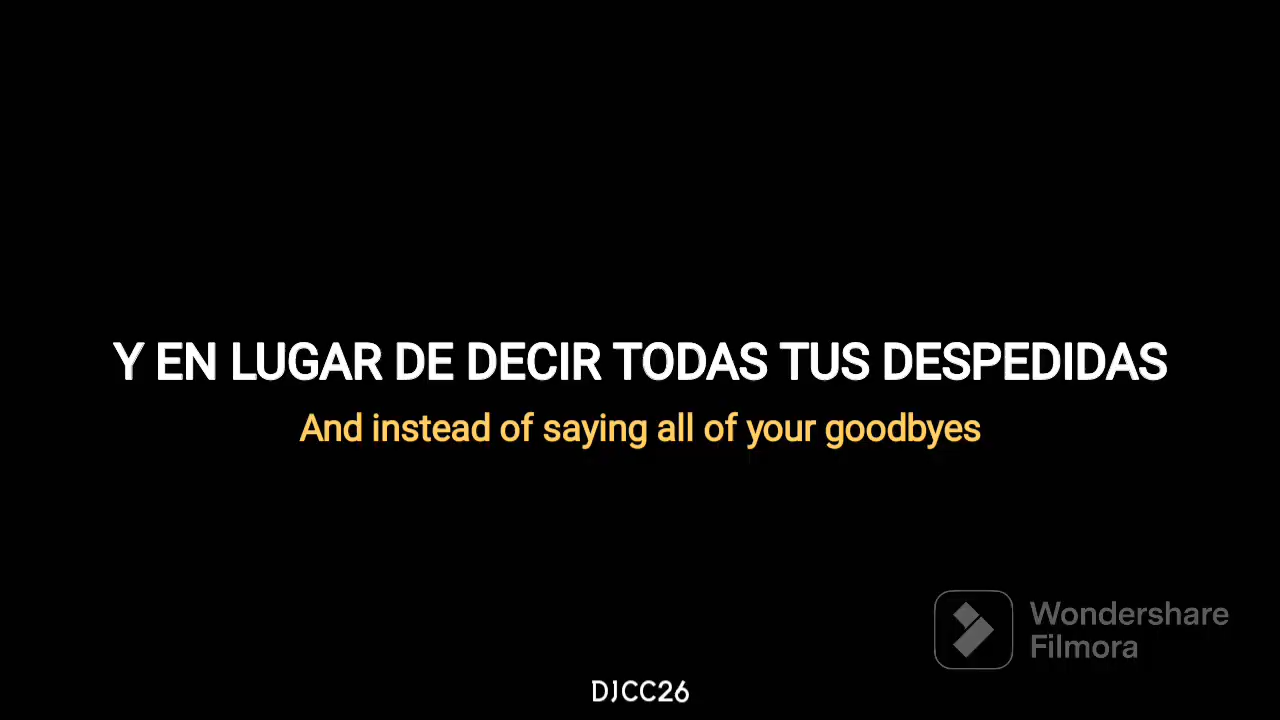 Y EN LUGAR DE DECIR TODAS TUS DESPEDIDAS
And instead of saying all of your goodbyes
Wondershare
Filmora
DJCC26